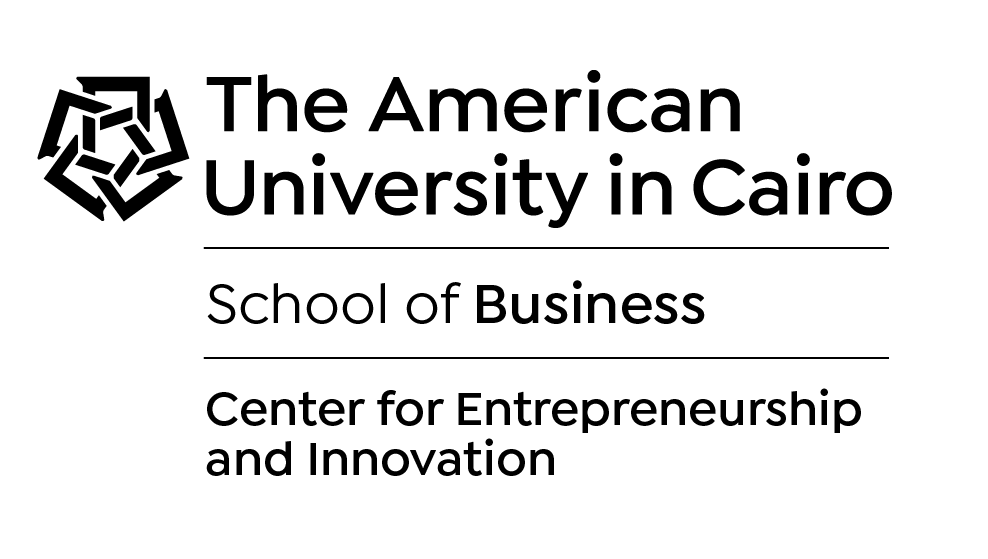 The American
University in Cairo
School of Business
Center for Entrepreneurship
and Innovation